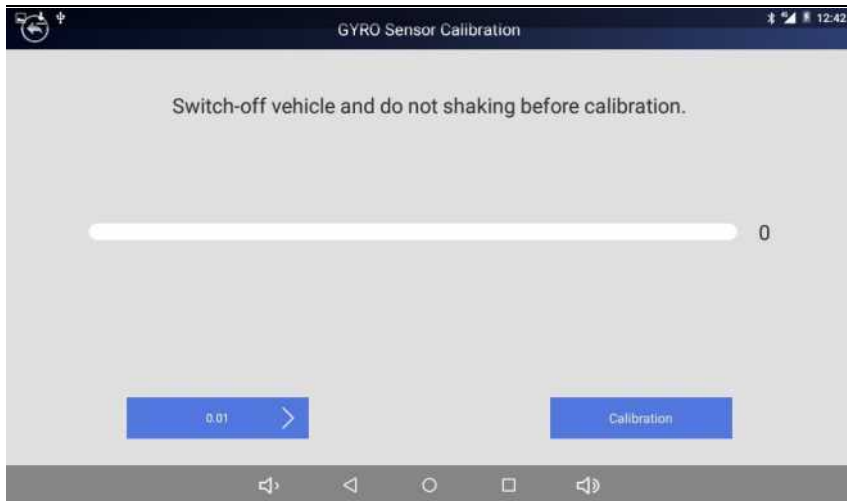 GYRO Sensor Calibration
12:42
Switch-off vehicle and do not shaking before calibration.
0
0.01
Calibration